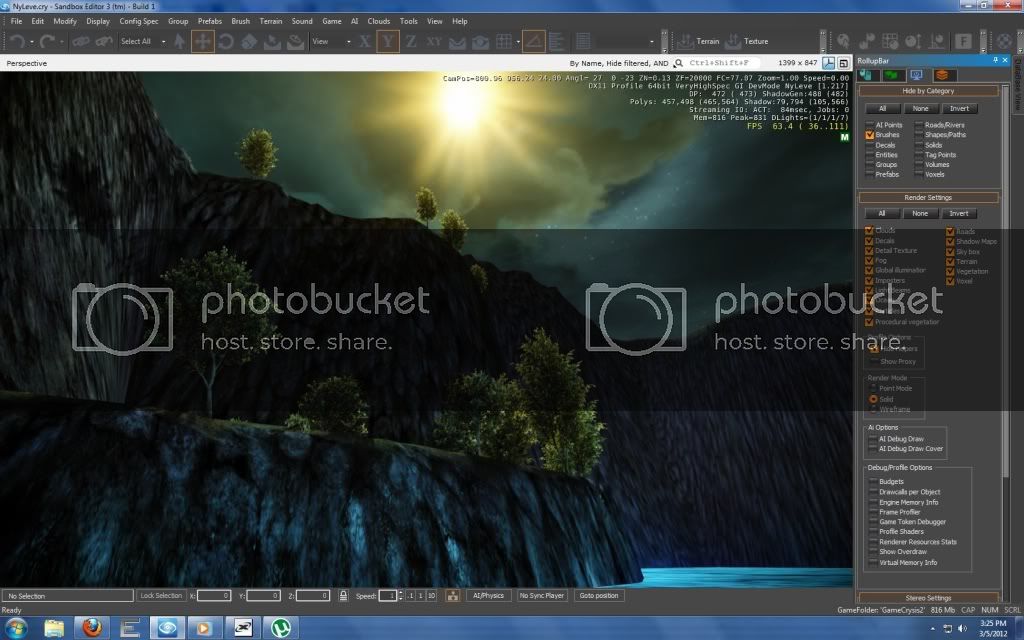 NyLeve.cry - Sandbox Editor 3 (tm) - Build 1
File Edit Modify Display Config Spec Group Prefabs Brush Terrain Sound Game AI Clouds Tools View Help
Select All View X Y Z XY Terrain Texture F
Perspective By Name, Hide filtered, AND Ctrl+Shift+F 1399 x 847
CamPos=800.96 956.24 74.80 Angl= 27 0 -23 ZN=0.13 ZF=20000 FC=77.07 Zoom=1.00 Speed=0.00
DX11 Profile 64bit VeryHighSpec GI DevMode NyLeve [1.217]
DP: 472 ( 473) ShadowGen:480 (482)
Polys: 457,498 (465,564) Shadow:79,794 (105,566)
Streaming IO: ACT: 84msec, Jobs: 0
Mem=816 Peak=831 DLights=(1/1/1/7)
FPS 63.4 ( 36..111)
M
RollupBar
DataBase View
Hide by Category
All None Invert
AI Points Roads/Rivers
Brushes Shapes/Paths
Decals Solids
Entities Tag Points
Groups Volumes
Prefabs Voxels
Render Settings
All None Invert
Clouds Roads
Decals Shadow Maps
Detail Texture Sky box
Fog Terrain
Global illumination Vegetation
Imposters Voxel
Procedural vegetation
Show Proxy
Render Mode
Point Mode
Solid
Wireframe
Ai Options
AI Debug Draw
AI Debug Draw Cover
Debug/Profile Options
Budgets
Drawcalls per Object
Engine Memory Info
Frame Profiler
Game Token Debugger
Profile Shaders
Renderer Resources Stats
Show Overdraw
Virtual Memory Info
Stereo Settings
photobucket
host. store. share.
photobucket
host. store. share.
No Selection Lock Selection X: 0 Y: 0 Z: 0 Speed: 1 .1 1 10 AI/Physics No Sync Player Goto position
Ready GameFolder: 'GameCrysis2' 816 Mb CAP NUM SCRL
3:25 PM
3/5/2012